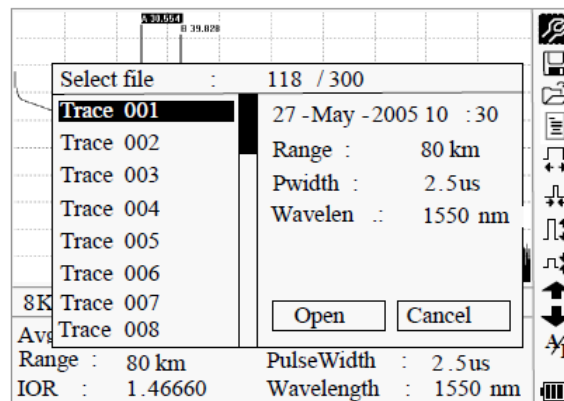 A 30.554
B 39.828
Select file : 118 / 300
Trace 001
Trace 002
Trace 003
Trace 004
Trace 005
Trace 006
Trace 007
Trace 008
27 -May -2005 10 :30
Range : 80 km
Pwidth : 2.5us
Wavelen .: 1550 nm
Open Cancel
8K
Avg
Range : 80 km PulseWidth : 2.5us
IOR : 1.46660 Wavelength : 1550 nm